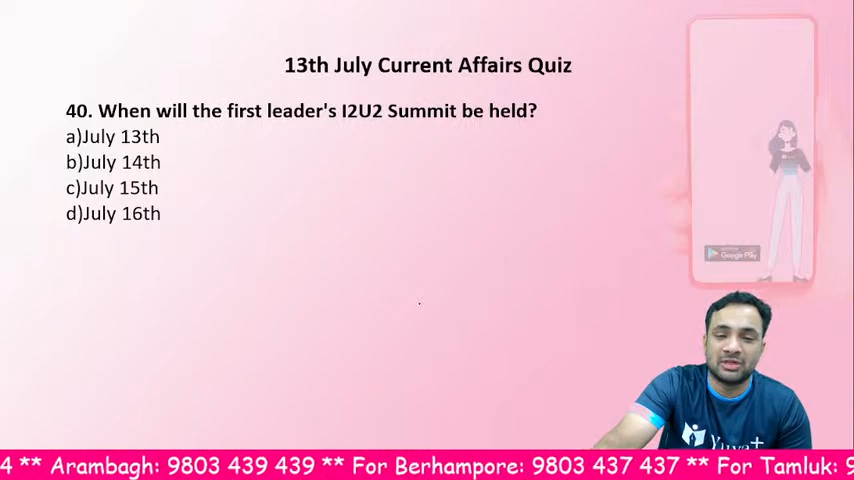 13th July Current Affairs Quiz
40. When will the first leader's I2U2 Summit be held?
a)July 13th
b)July 14th
c)July 15th
d)July 16th
Google Play
Yuva+
4 ** Arambagh: 9803 439 439 ** For Berhampore: 9803 437 437 ** For Tamluk: 9